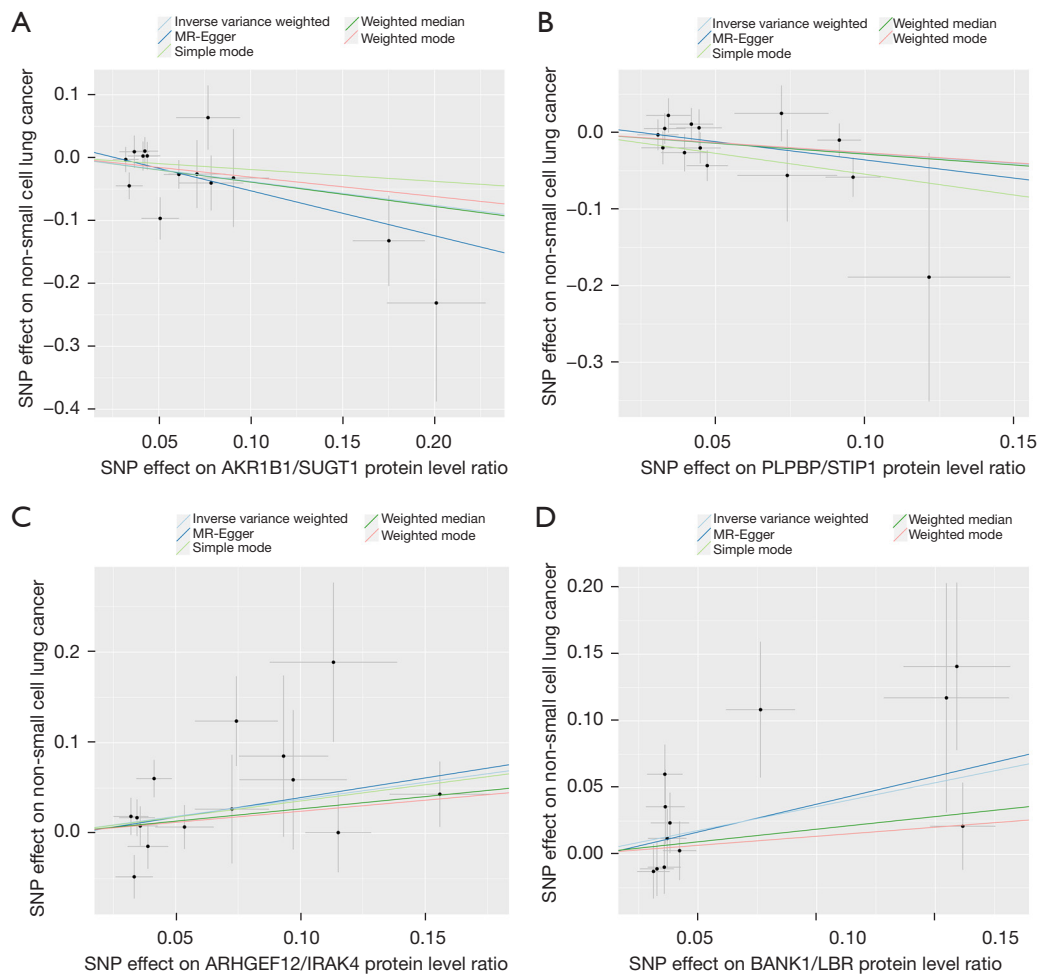 A
Inverse variance weighted
MR-Egger
Simple mode
Weighted median
Weighted mode
SNP effect on non-small cell lung cancer
0.1
0.0
−0.1
−0.2
−0.3
−0.4
0.05
0.10
0.15
0.20
SNP effect on AKR1B1/SUGT1 protein level ratio
B
Inverse variance weighted
MR-Egger
Simple mode
Weighted median
Weighted mode
SNP effect on non-small cell lung cancer
0.0
−0.1
−0.2
−0.3
0.05
0.10
0.15
SNP effect on PLPBP/STIP1 protein level ratio
C
Inverse variance weighted
MR-Egger
Simple mode
Weighted median
Weighted mode
SNP effect on non-small cell lung cancer
0.2
0.1
0.0
0.05
0.10
0.15
SNP effect on ARHGEF12/IRAK4 protein level ratio
D
Inverse variance weighted
MR-Egger
Simple mode
Weighted median
Weighted mode
SNP effect on non-small cell lung cancer
0.20
0.15
0.10
0.05
0.00
0.05
0.10
0.15
SNP effect on BANK1/LBR protein level ratio